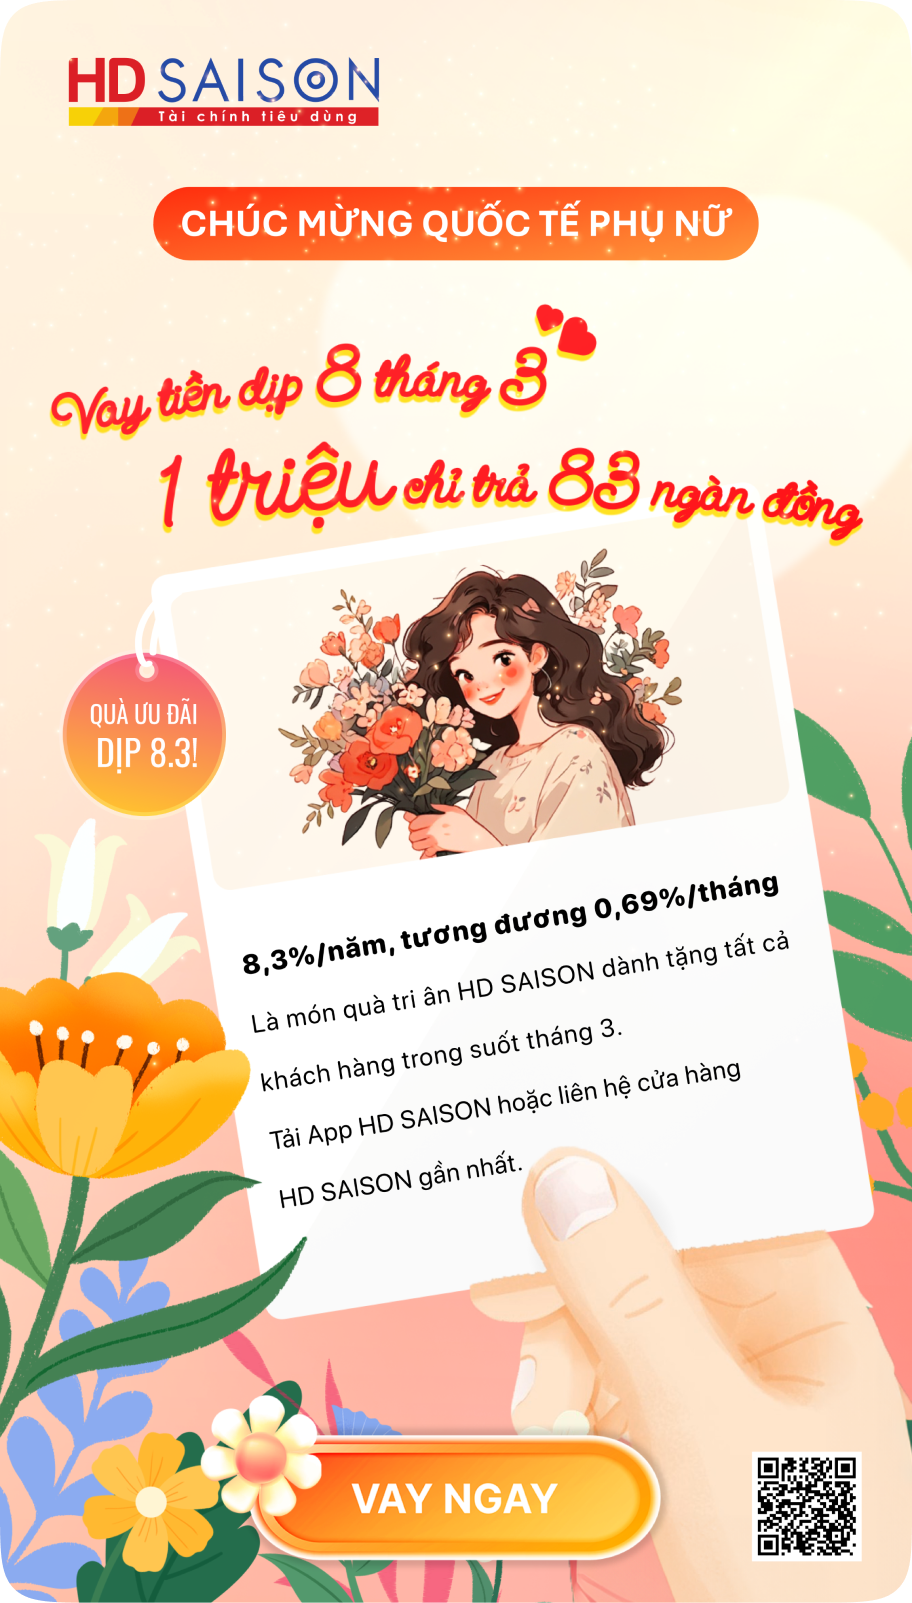 HD SAISON
Tài chính tiêu dùng
CHÚC MỪNG QUỐC TẾ PHỤ NỮ
Vay tiền dịp 8 tháng 3
1 triệu chỉ trả 83 ngàn đồng
QUÀ ƯU ĐÃI
DỊP 8.3!
8,3%/năm, tương đương 0,69%/tháng
Là món quà tri ân HD SAISON dành tặng tất cả
khách hàng trong suốt tháng 3.
Tải App HD SAISON hoặc liên hệ cửa hàng
HD SAISON gần nhất.
VAY NGAY